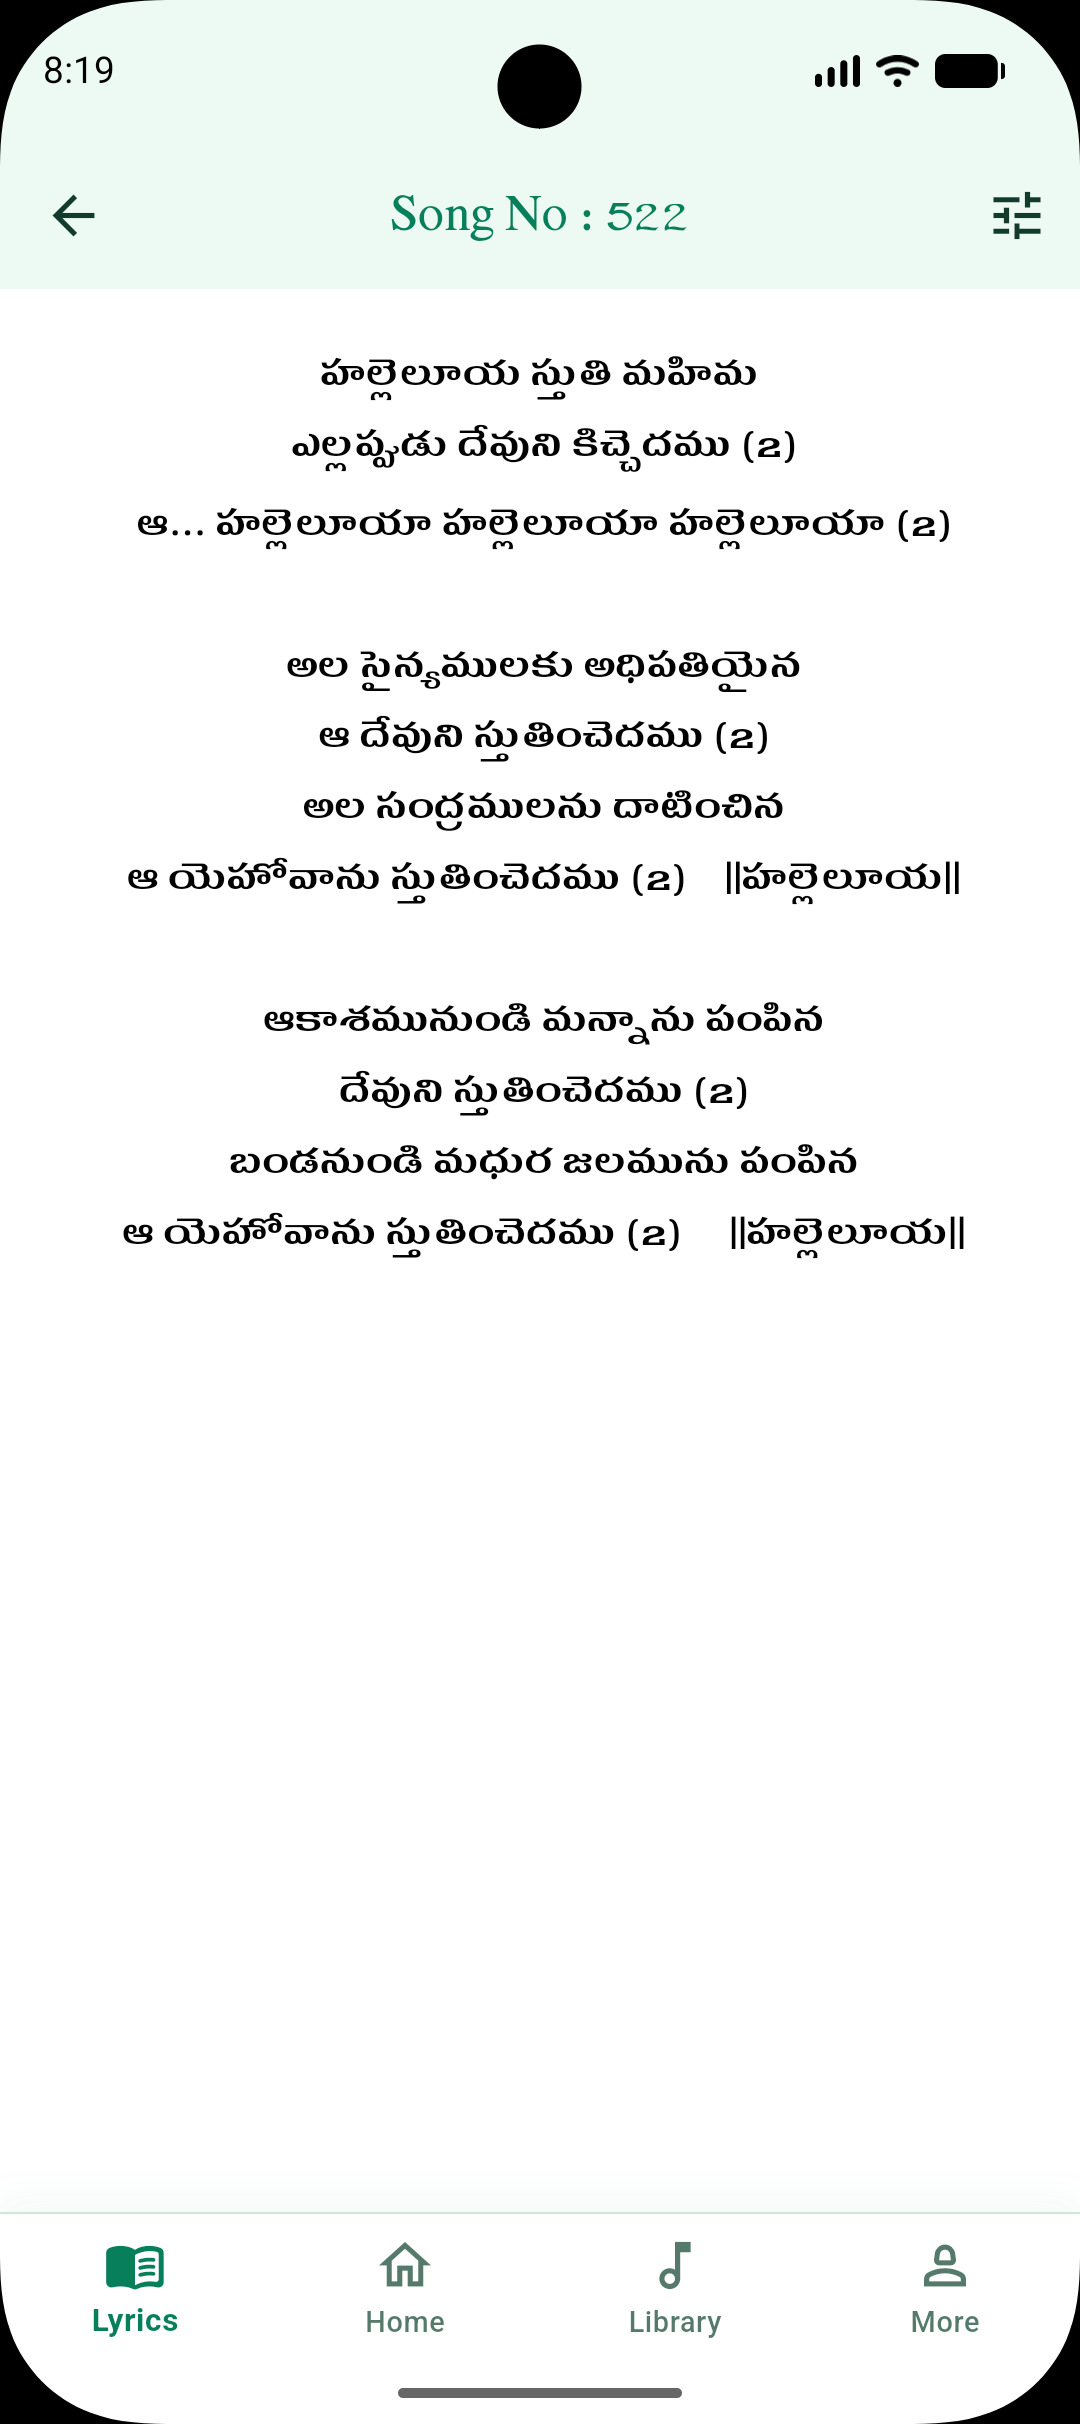 8:19
Song No : 522
హల్లెలూయ స్తుతి మహిమ
ఎల్లప్పుడు దేవుని కిచ్చెదము (2)
ఆ... హల్లెలూయా హల్లెలూయా హల్లెలూయా (2)
అల సైన్యములకు అధిపతియైన
ఆ దేవుని స్తుతించెదము (2)
అల సంద్రములను దాటించిన
ఆ యెహోవాను స్తుతించెదము (2) ||హల్లెలూయ||
ఆకాశమునుండి మన్నాను పంపిన
దేవుని స్తుతించెదము (2)
బండనుండి మధుర జలమును పంపిన
ఆ యెహోవాను స్తుతించెదము (2) ||హల్లెలూయ||
Lyrics Home Library More